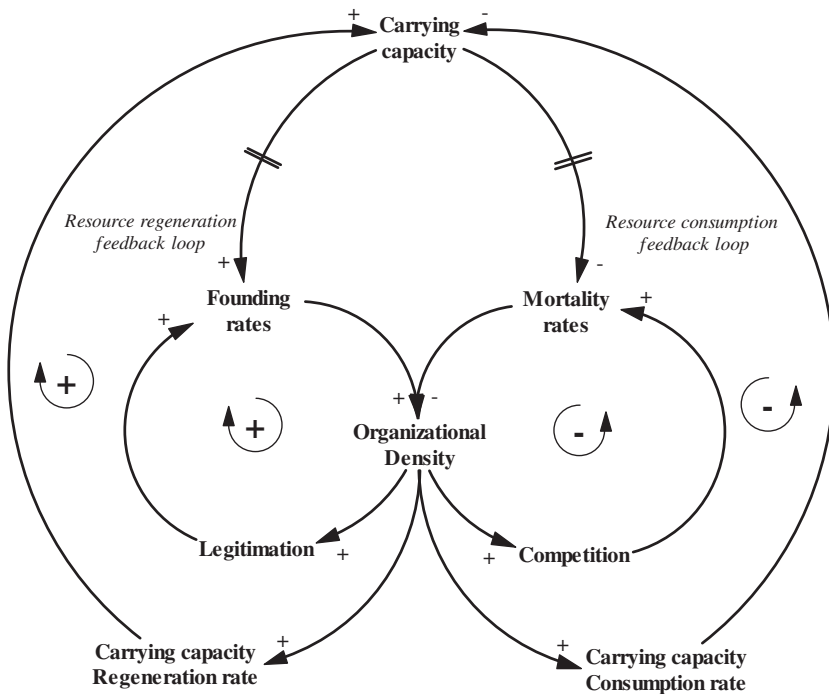 +
-
Carrying
capacity
Resource regeneration
feedback loop
Resource consumption
feedback loop
+
-
Founding
rates
Mortality
rates
+
+
+
+
-
-
+
-
Organizational
Density
Legitimation
+
+
Competition
+
+
Carrying capacity
Regeneration rate
Carrying capacity
Consumption rate